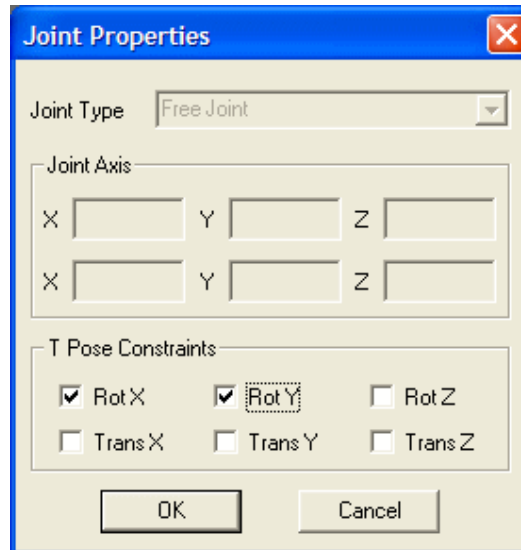 Joint Properties
Joint Type Free Joint
Joint Axis
X Y Z
X Y Z
T Pose Constraints
Rot X Rot Y Rot Z
Trans X Trans Y Trans Z
OK Cancel